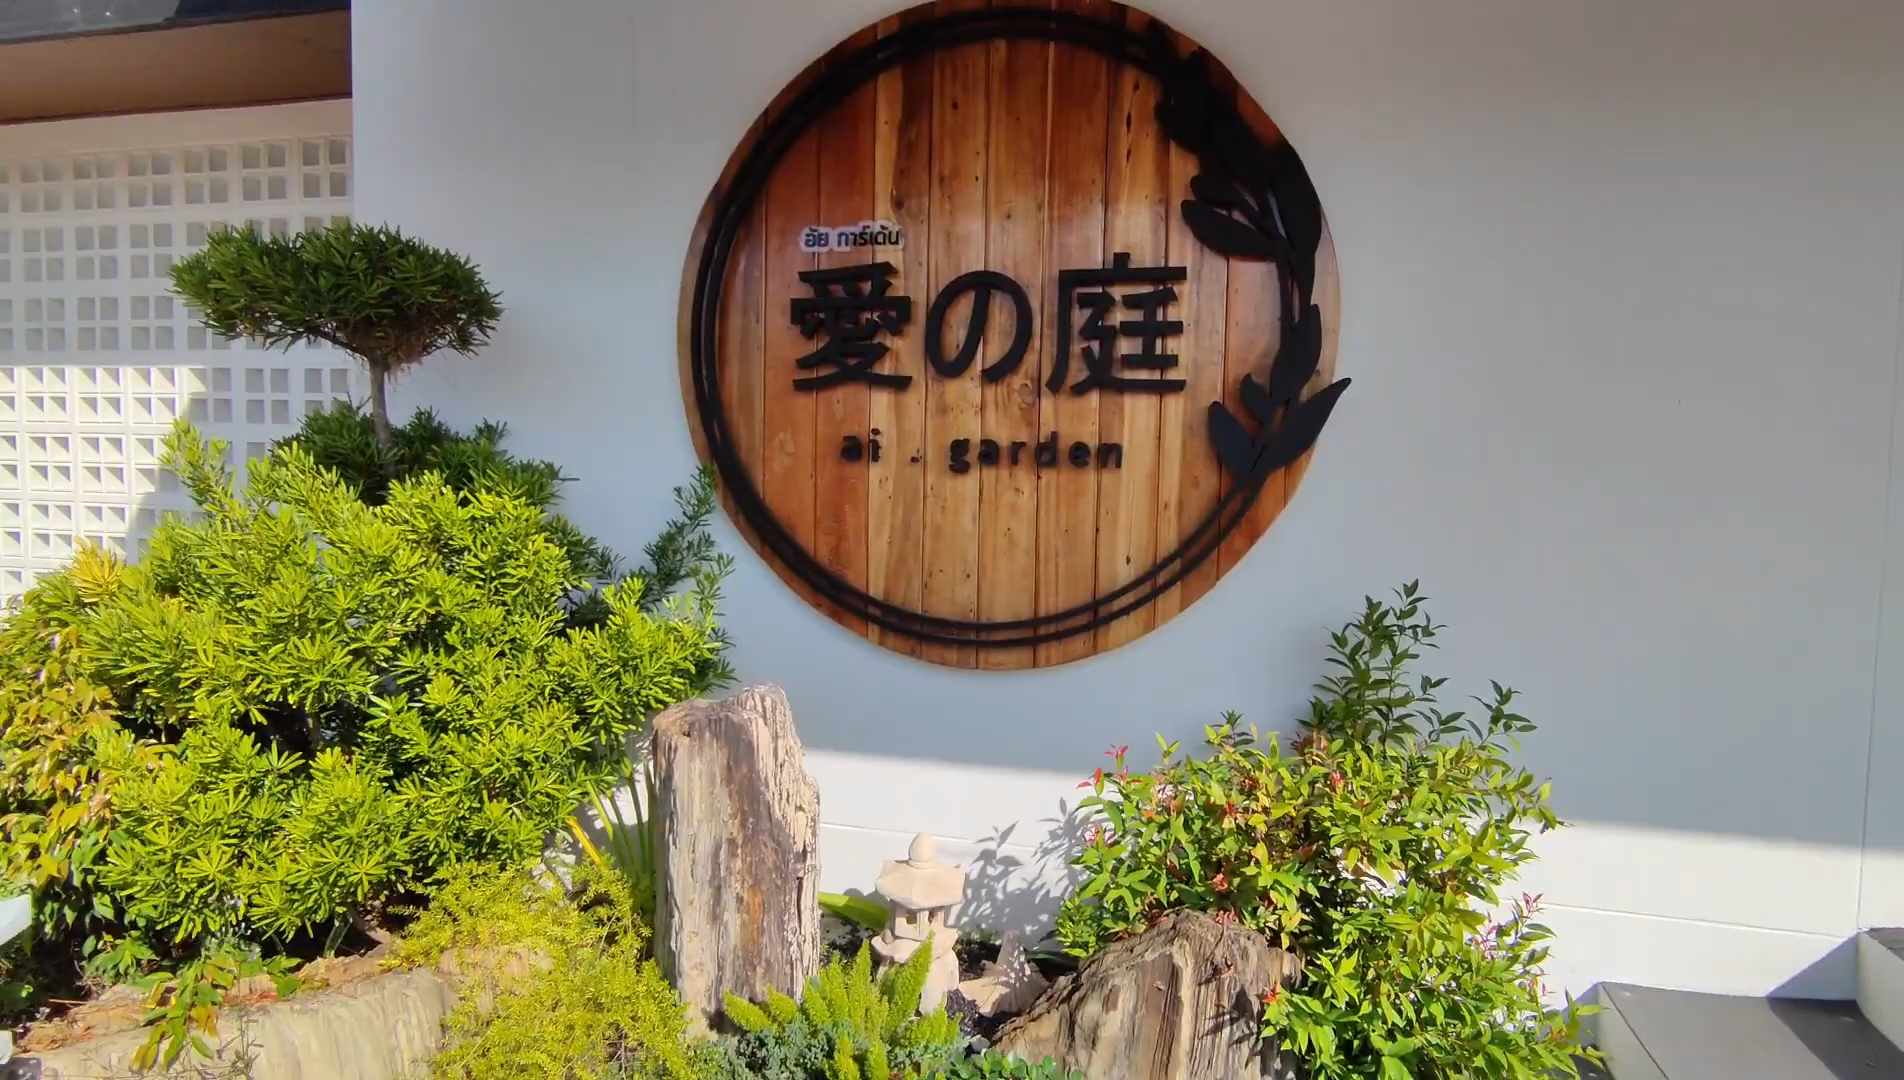 อัย การ์เด้น
愛の庭
ai . garden